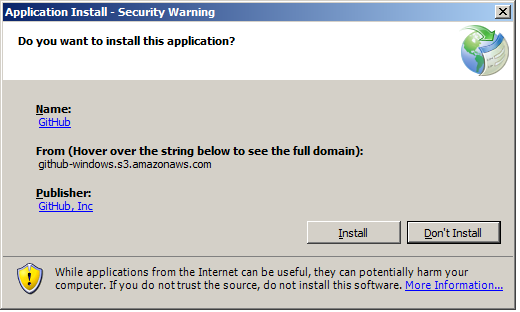 Application Install - Security Warning
Do you want to install this application?
Name:
GitHub
From (Hover over the string below to see the full domain):
github-windows.s3.amazonaws.com
Publisher:
GitHub, Inc
Install
Don't Install
While applications from the Internet can be useful, they can potentially harm your
computer. If you do not trust the source, do not install this software. More Information...